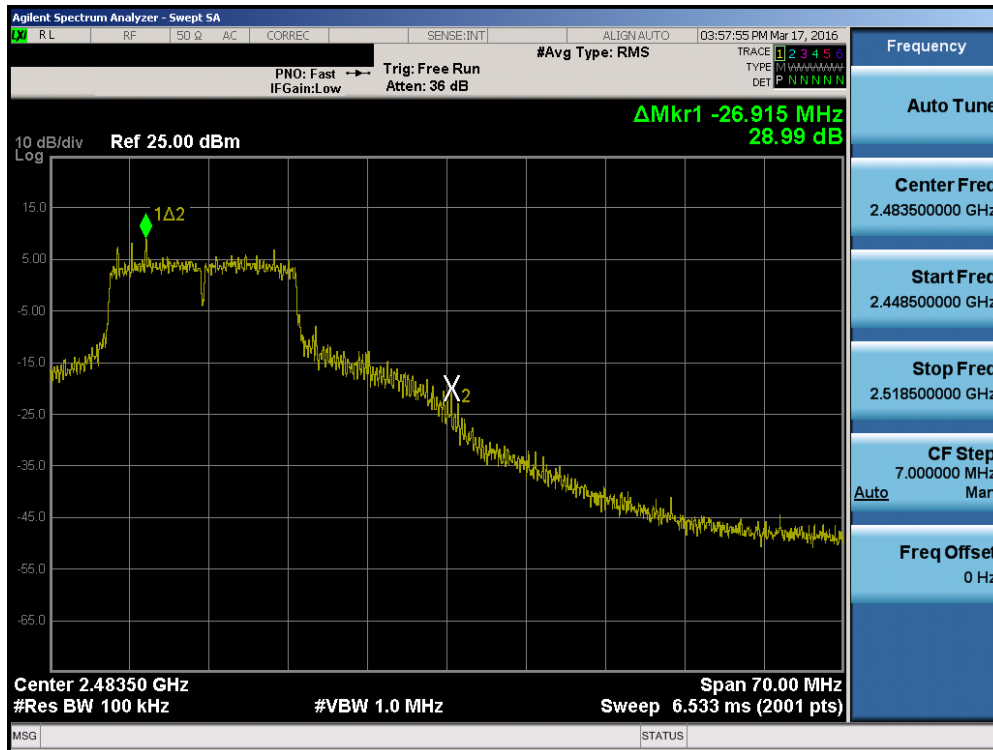 Agilent Spectrum Analyzer - Swept SA
LXI RL RF 50 Ω AC CORREC SENSE:INT ALIGN AUTO 03:57:55 PM Mar 17, 2016
#Avg Type: RMS TRACE 1 2 3 4 5 6
PNO: Fast Trig: Free Run TYPE M
IFGain:Low Atten: 36 dB DET P N N N N N
ΔMkr1 -26.915 MHz
28.99 dB
10 dB/div Ref 25.00 dBm
Log
15.0
1Δ2
5.00
-5.00
-15.0
X2
-25.0
-35.0
-45.0
-55.0
-65.0
Center 2.48350 GHz Span 70.00 MHz
#Res BW 100 kHz #VBW 1.0 MHz Sweep 6.533 ms (2001 pts)
MSG STATUS
Frequency
Auto Tune
Center Freq
2.483500000 GHz
Start Freq
2.448500000 GHz
Stop Freq
2.518500000 GHz
CF Step
7.000000 MHz
Auto Man
Freq Offset
0 Hz